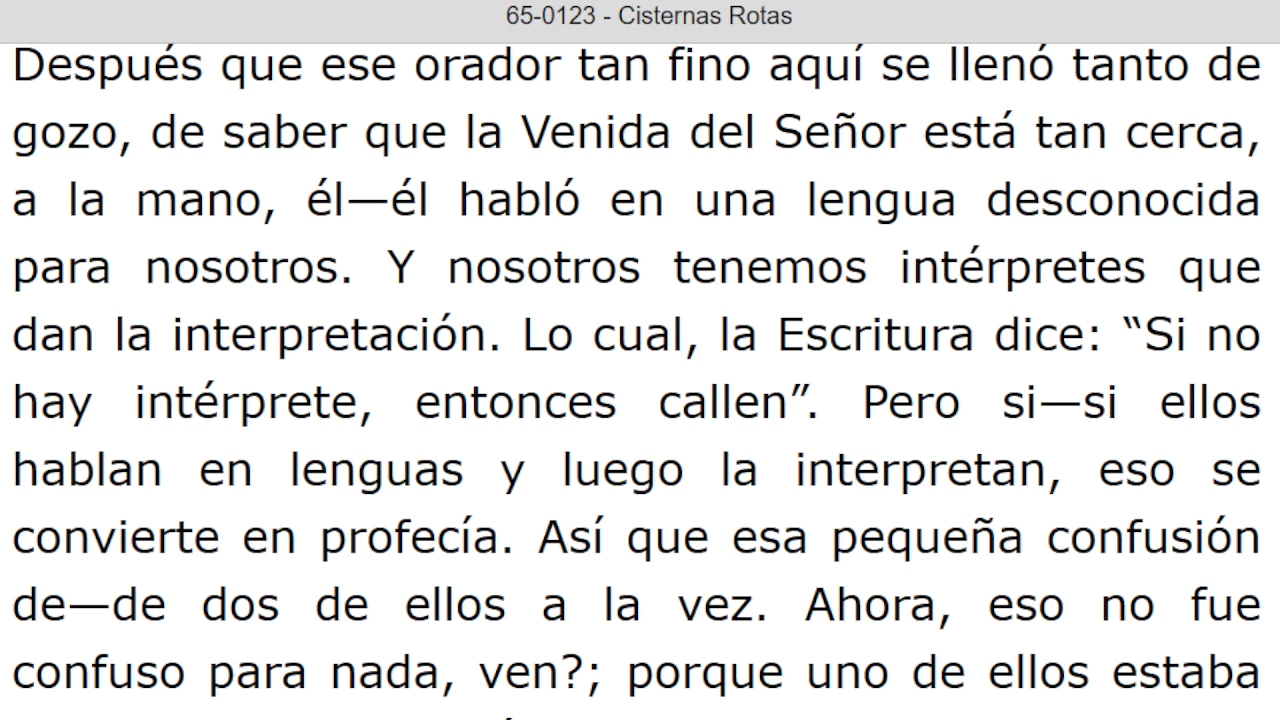 65-0123 - Cisternas Rotas
Después que ese orador tan fino aquí se llenó tanto de
gozo, de saber que la Venida del Señor está tan cerca,
a la mano, él—él habló en una lengua desconocida
para nosotros. Y nosotros tenemos intérpretes que
dan la interpretación. Lo cual, la Escritura dice: “Si no
hay intérprete, entonces callen”. Pero si—si ellos
hablan en lenguas y luego la interpretan, eso se
convierte en profecía. Así que esa pequeña confusión
de—de dos de ellos a la vez. Ahora, eso no fue
confuso para nada, ven?; porque uno de ellos estaba